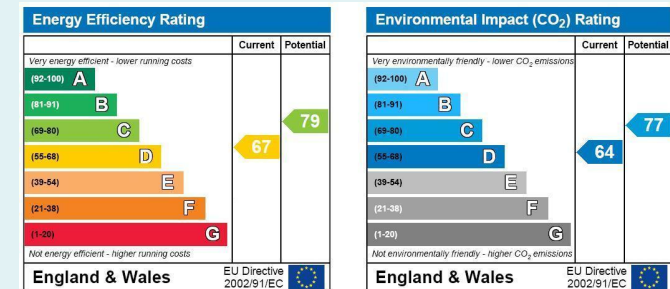 Energy Efficiency Rating
Current Potential
Very energy efficient - lower running costs
(92-100) A
(81-91) B
(69-80) C
(55-68) D
(39-54) E
(21-38) F
(1-20) G
67
79
Not energy efficient - higher running costs
England & Wales
EU Directive
2002/91/EC
Environmental Impact (CO₂) Rating
Current Potential
Very environmentally friendly - lower CO₂ emissions
(92-100) A
(81-91) B
(69-80) C
(55-68) D
(39-54) E
(21-38) F
(1-20) G
64
77
Not environmentally friendly - higher CO₂ emissions
England & Wales
EU Directive
2002/91/EC